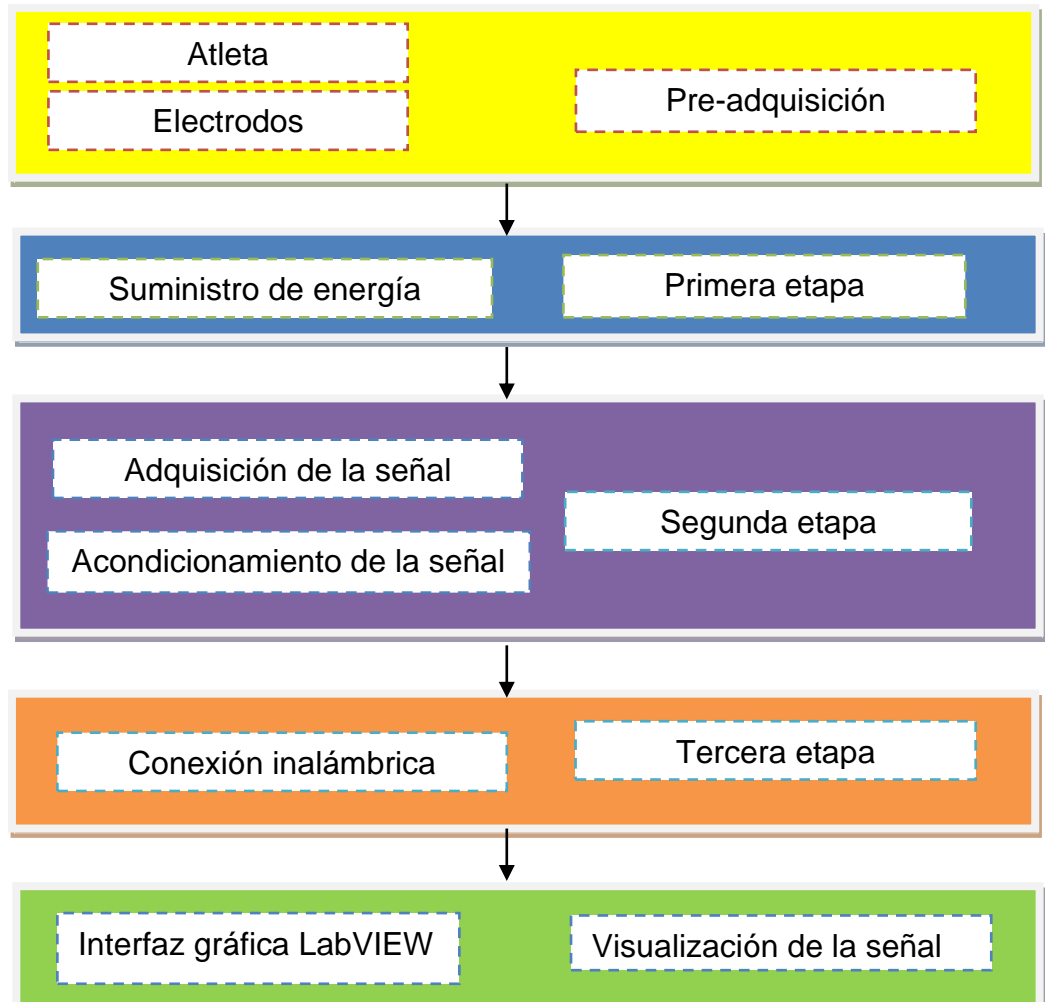 Atleta
Electrodos
Pre-adquisición
Suministro de energía
Primera etapa
Adquisición de la señal
Acondicionamiento de la señal
Segunda etapa
Conexión inalámbrica
Tercera etapa
Interfaz gráfica LabVIEW
Visualización de la señal